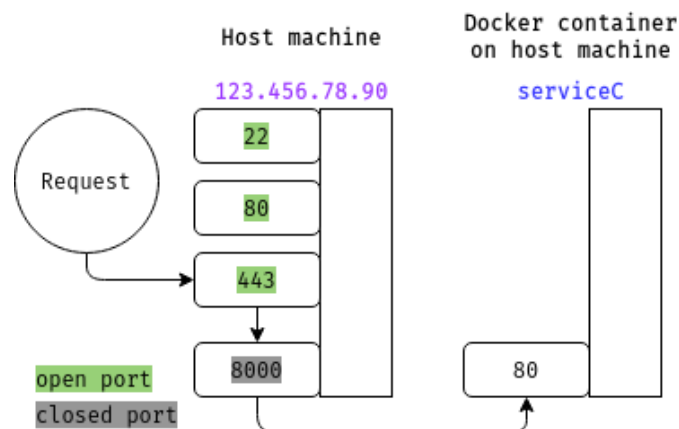 Host machine
Docker container
on host machine
123.456.78.90
serviceC
22
Request
80
443
8000
80
open port
closed port